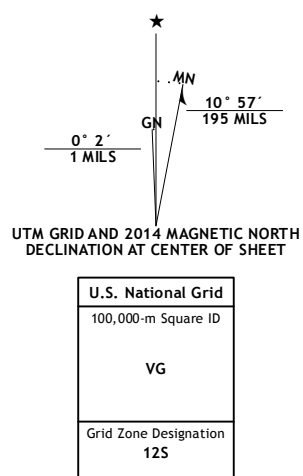 MN
GN
10° 57´
195 MILS
0° 2´
1 MILS
UTM GRID AND 2014 MAGNETIC NORTH
DECLINATION AT CENTER OF SHEET
U.S. National Grid
100,000-m Square ID
VG
Grid Zone Designation
12S